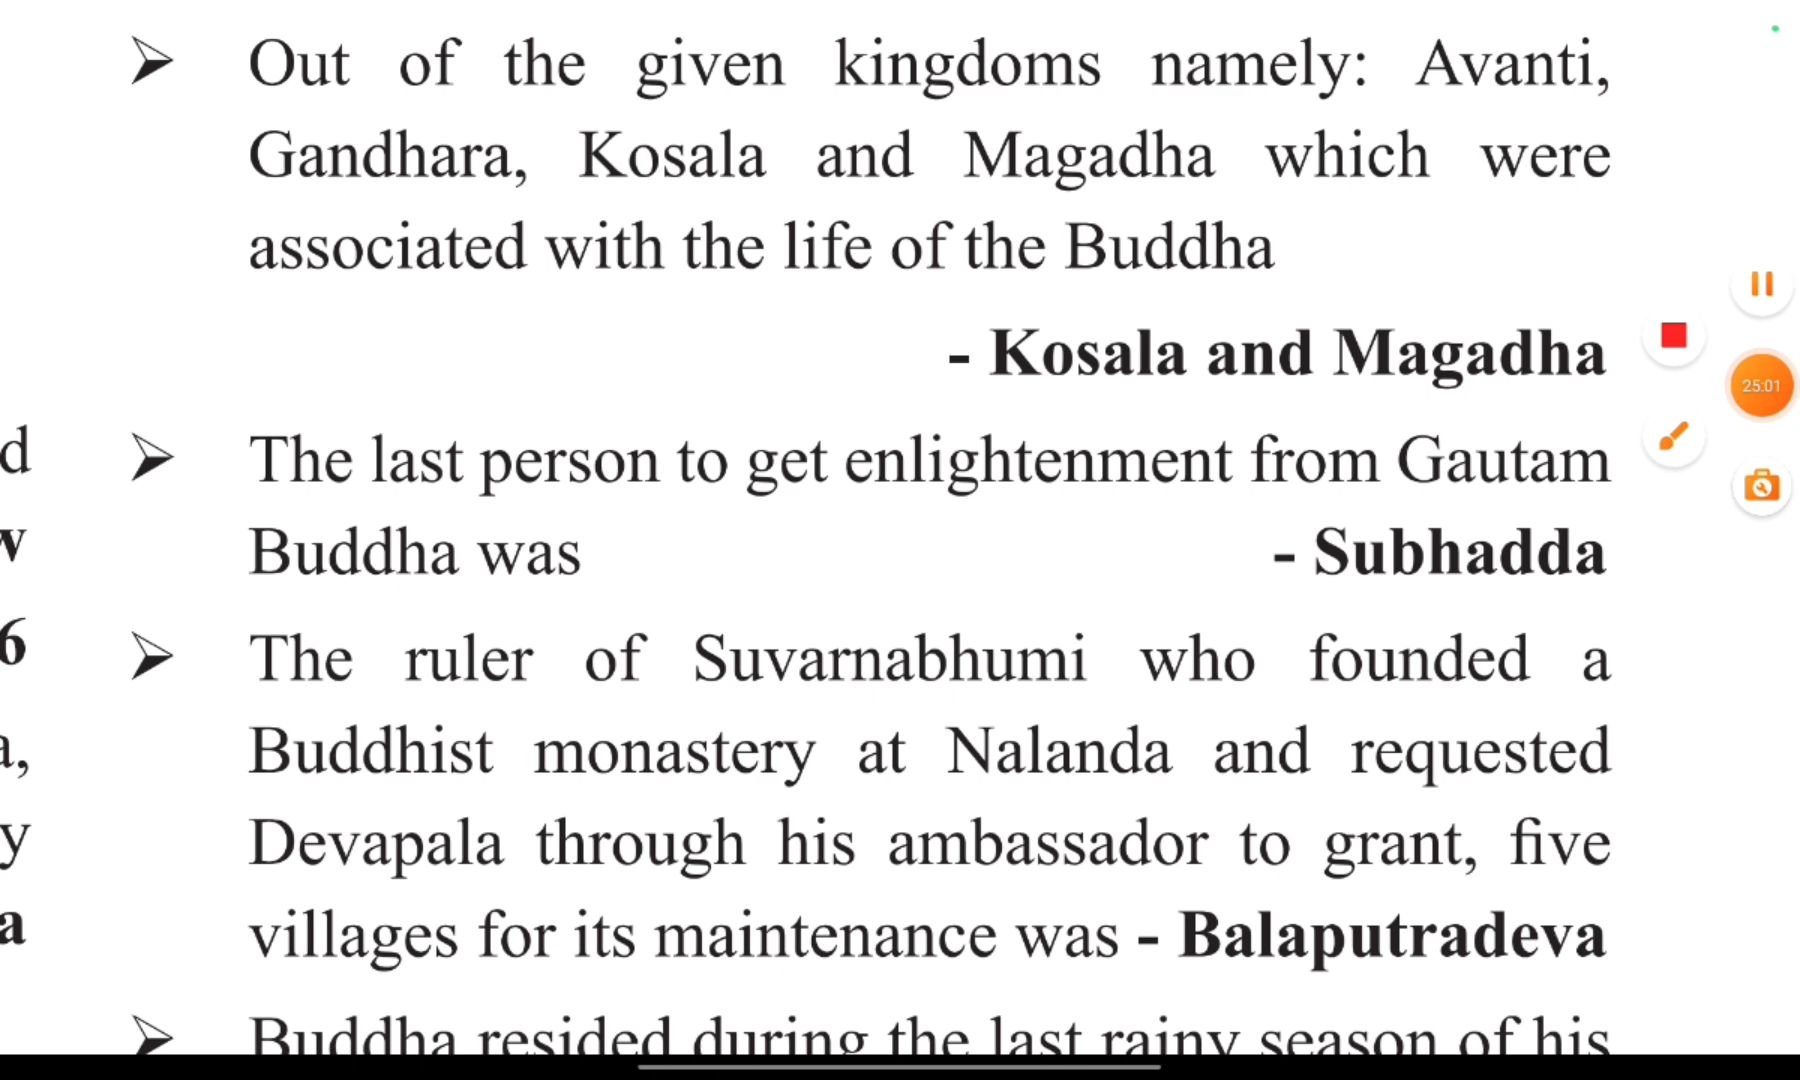 ➢ Out of the given kingdoms namely: Avanti,
Gandhara, Kosala and Magadha which were
associated with the life of the Buddha
- Kosala and Magadha
➢ The last person to get enlightenment from Gautam
Buddha was - Subhadda
➢ The ruler of Suvarnabhumi who founded a
Buddhist monastery at Nalanda and requested
Devapala through his ambassador to grant, five
villages for its maintenance was - Balaputradeva
➢ Buddha resided during the last rainy season of his
d
w
6
a,
y
a
25:01